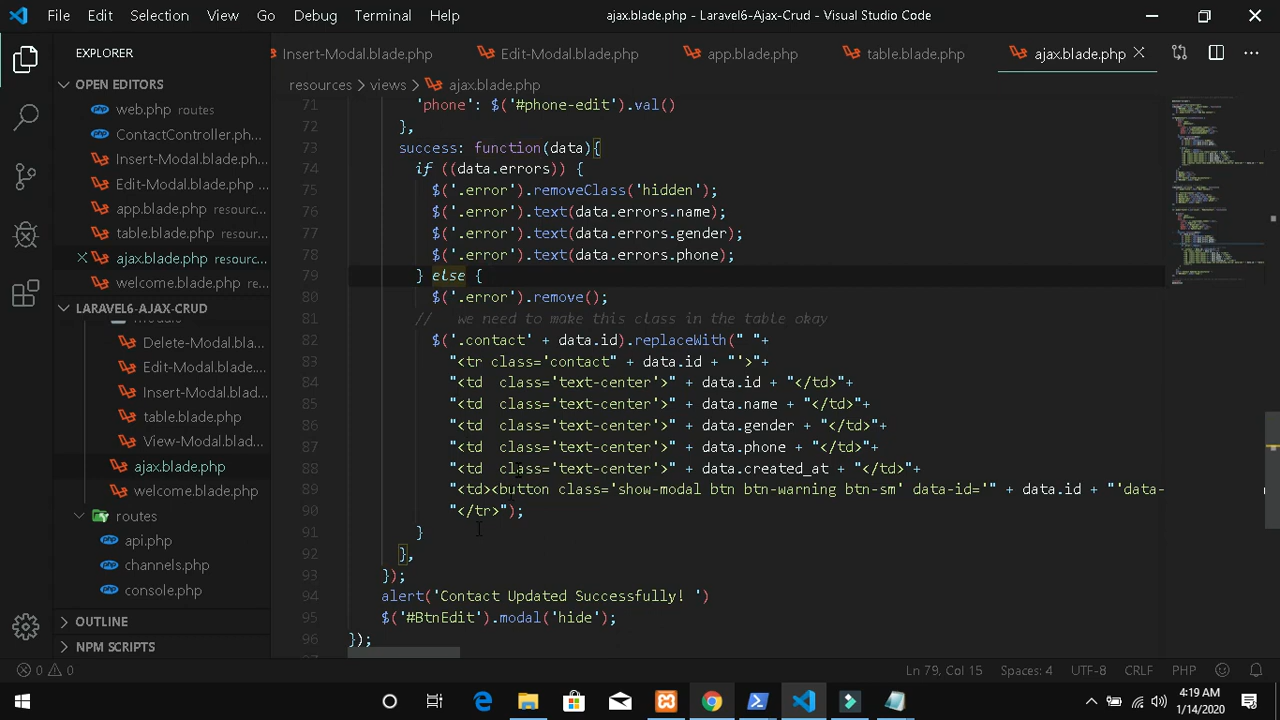 File Edit Selection View Go Debug Terminal Help
ajax.blade.php - Laravel6-Ajax-Crud - Visual Studio Code
EXPLORER
OPEN EDITORS
web.php routes
ContactController.ph...
Insert-Modal.blade.php
Edit-Modal.blade.php ...
app.blade.php resourc...
table.blade.php resour...
ajax.blade.php resourc...
welcome.blade.php reso...
LARAVEL6-AJAX-CRUD
Delete-Modal.bla...
Edit-Modal.blade....
Insert-Modal.blad...
table.blade.php
View-Modal.blad...
ajax.blade.php
welcome.blade.php
routes
api.php
channels.php
console.php
OUTLINE
NPM SCRIPTS
Insert-Modal.blade.php Edit-Modal.blade.php app.blade.php table.blade.php ajax.blade.php
resources > views > ajax.blade.php
71 'phone': $('#phone-edit').val()
72 },
73 success: function(data){
74 if ((data.errors)) {
75 $('.error').removeClass('hidden');
76 $('.error').text(data.errors.name);
77 $('.error').text(data.errors.gender);
78 $('.error').text(data.errors.phone);
79 } else {
80 $('.error').remove();
81 // we need to make this class in the table okay
82 $('.contact' + data.id).replaceWith(" "+
83 "<tr class='contact" + data.id + "'>"+
84 "<td class='text-center'>" + data.id + "</td>"+
85 "<td class='text-center'>" + data.name + "</td>"+
86 "<td class='text-center'>" + data.gender + "</td>"+
87 "<td class='text-center'>" + data.phone + "</td>"+
88 "<td class='text-center'>" + data.created_at + "</td>"+
89 "<td><button class='show-modal btn btn-warning btn-sm' data-id='" + data.id + "'data-
90 "</tr>");
91 }
92 },
93 });
94 alert('Contact Updated Successfully! ')
95 $('#BtnEdit').modal('hide');
96 });
0 0
Ln 79, Col 15 Spaces: 4 UTF-8 CRLF PHP
4:19 AM
1/14/2020